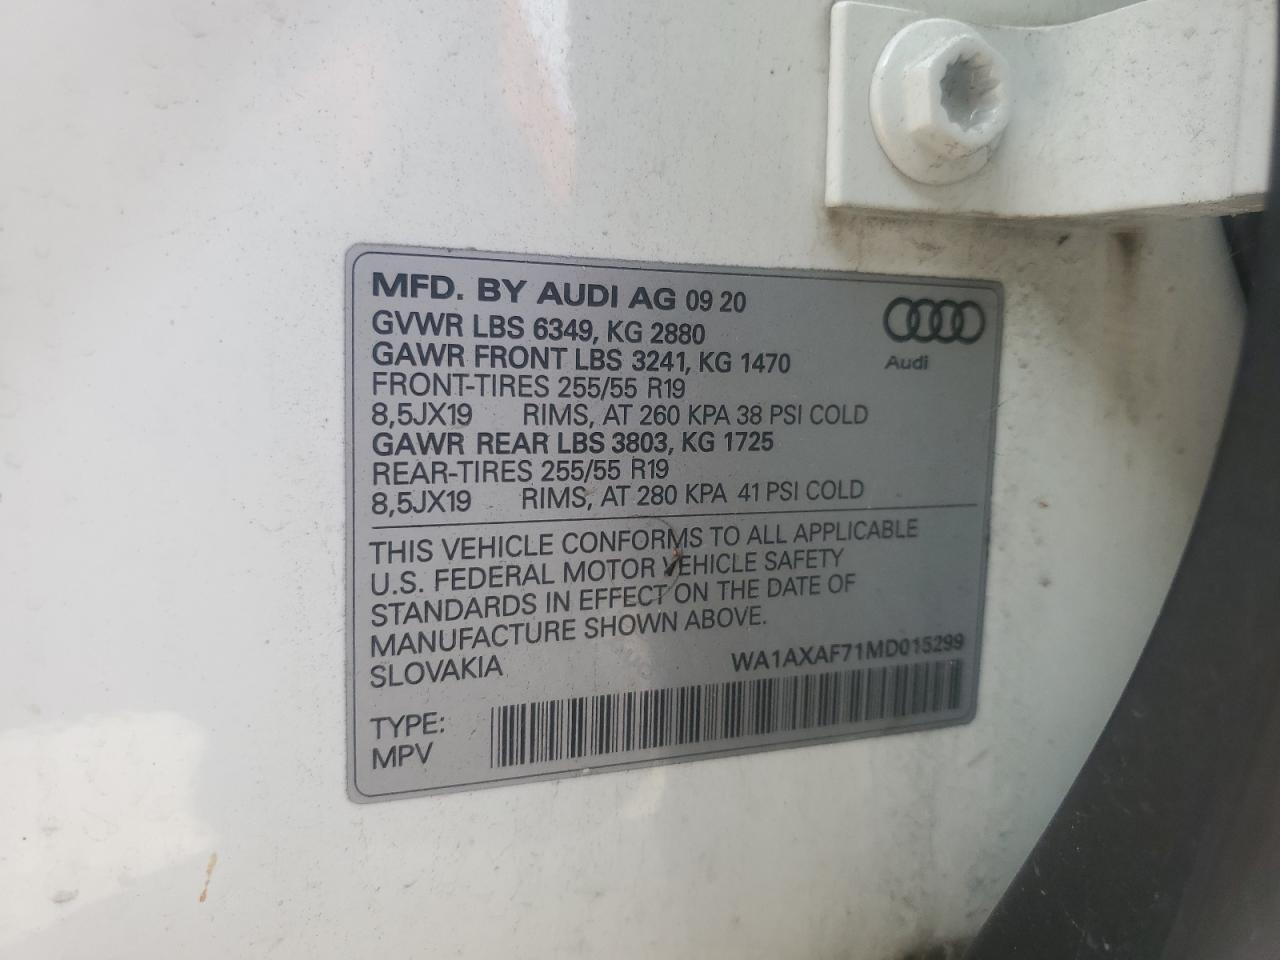 MFD. BY AUDI AG 09 20
GVWR LBS 6349, KG 2880
GAWR FRONT LBS 3241, KG 1470
FRONT-TIRES 255/55 R19
8,5JX19 RIMS, AT 260 KPA 38 PSI COLD
GAWR REAR LBS 3803, KG 1725
REAR-TIRES 255/55 R19
8,5JX19 RIMS, AT 280 KPA 41 PSI COLD
Audi
THIS VEHICLE CONFORMS TO ALL APPLICABLE
U.S. FEDERAL MOTOR VEHICLE SAFETY
STANDARDS IN EFFECT ON THE DATE OF
MANUFACTURE SHOWN ABOVE.
SLOVAKIA
WA1AXAF71MD015299
TYPE:
MPV